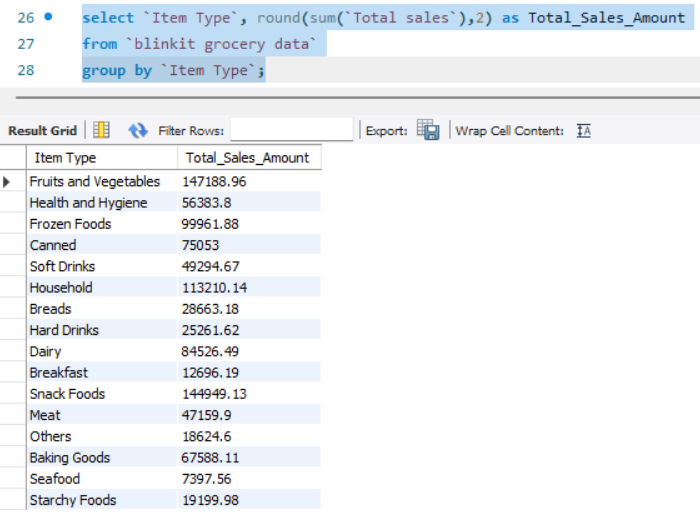 26 select `Item Type`, round(sum(`Total sales`),2) as Total_Sales_Amount
27 from `blinkit grocery data`
28 group by `Item Type`;
Result Grid Filter Rows: Export: Wrap Cell Content:
Item Type Total_Sales_Amount
Fruits and Vegetables 147188.96
Health and Hygiene 56383.8
Frozen Foods 99961.88
Canned 75053
Soft Drinks 49294.67
Household 113210.14
Breads 28663.18
Hard Drinks 25261.62
Dairy 84526.49
Breakfast 12696.19
Snack Foods 144949.13
Meat 47159.9
Others 18624.6
Baking Goods 67588.11
Seafood 7397.56
Starchy Foods 19199.98